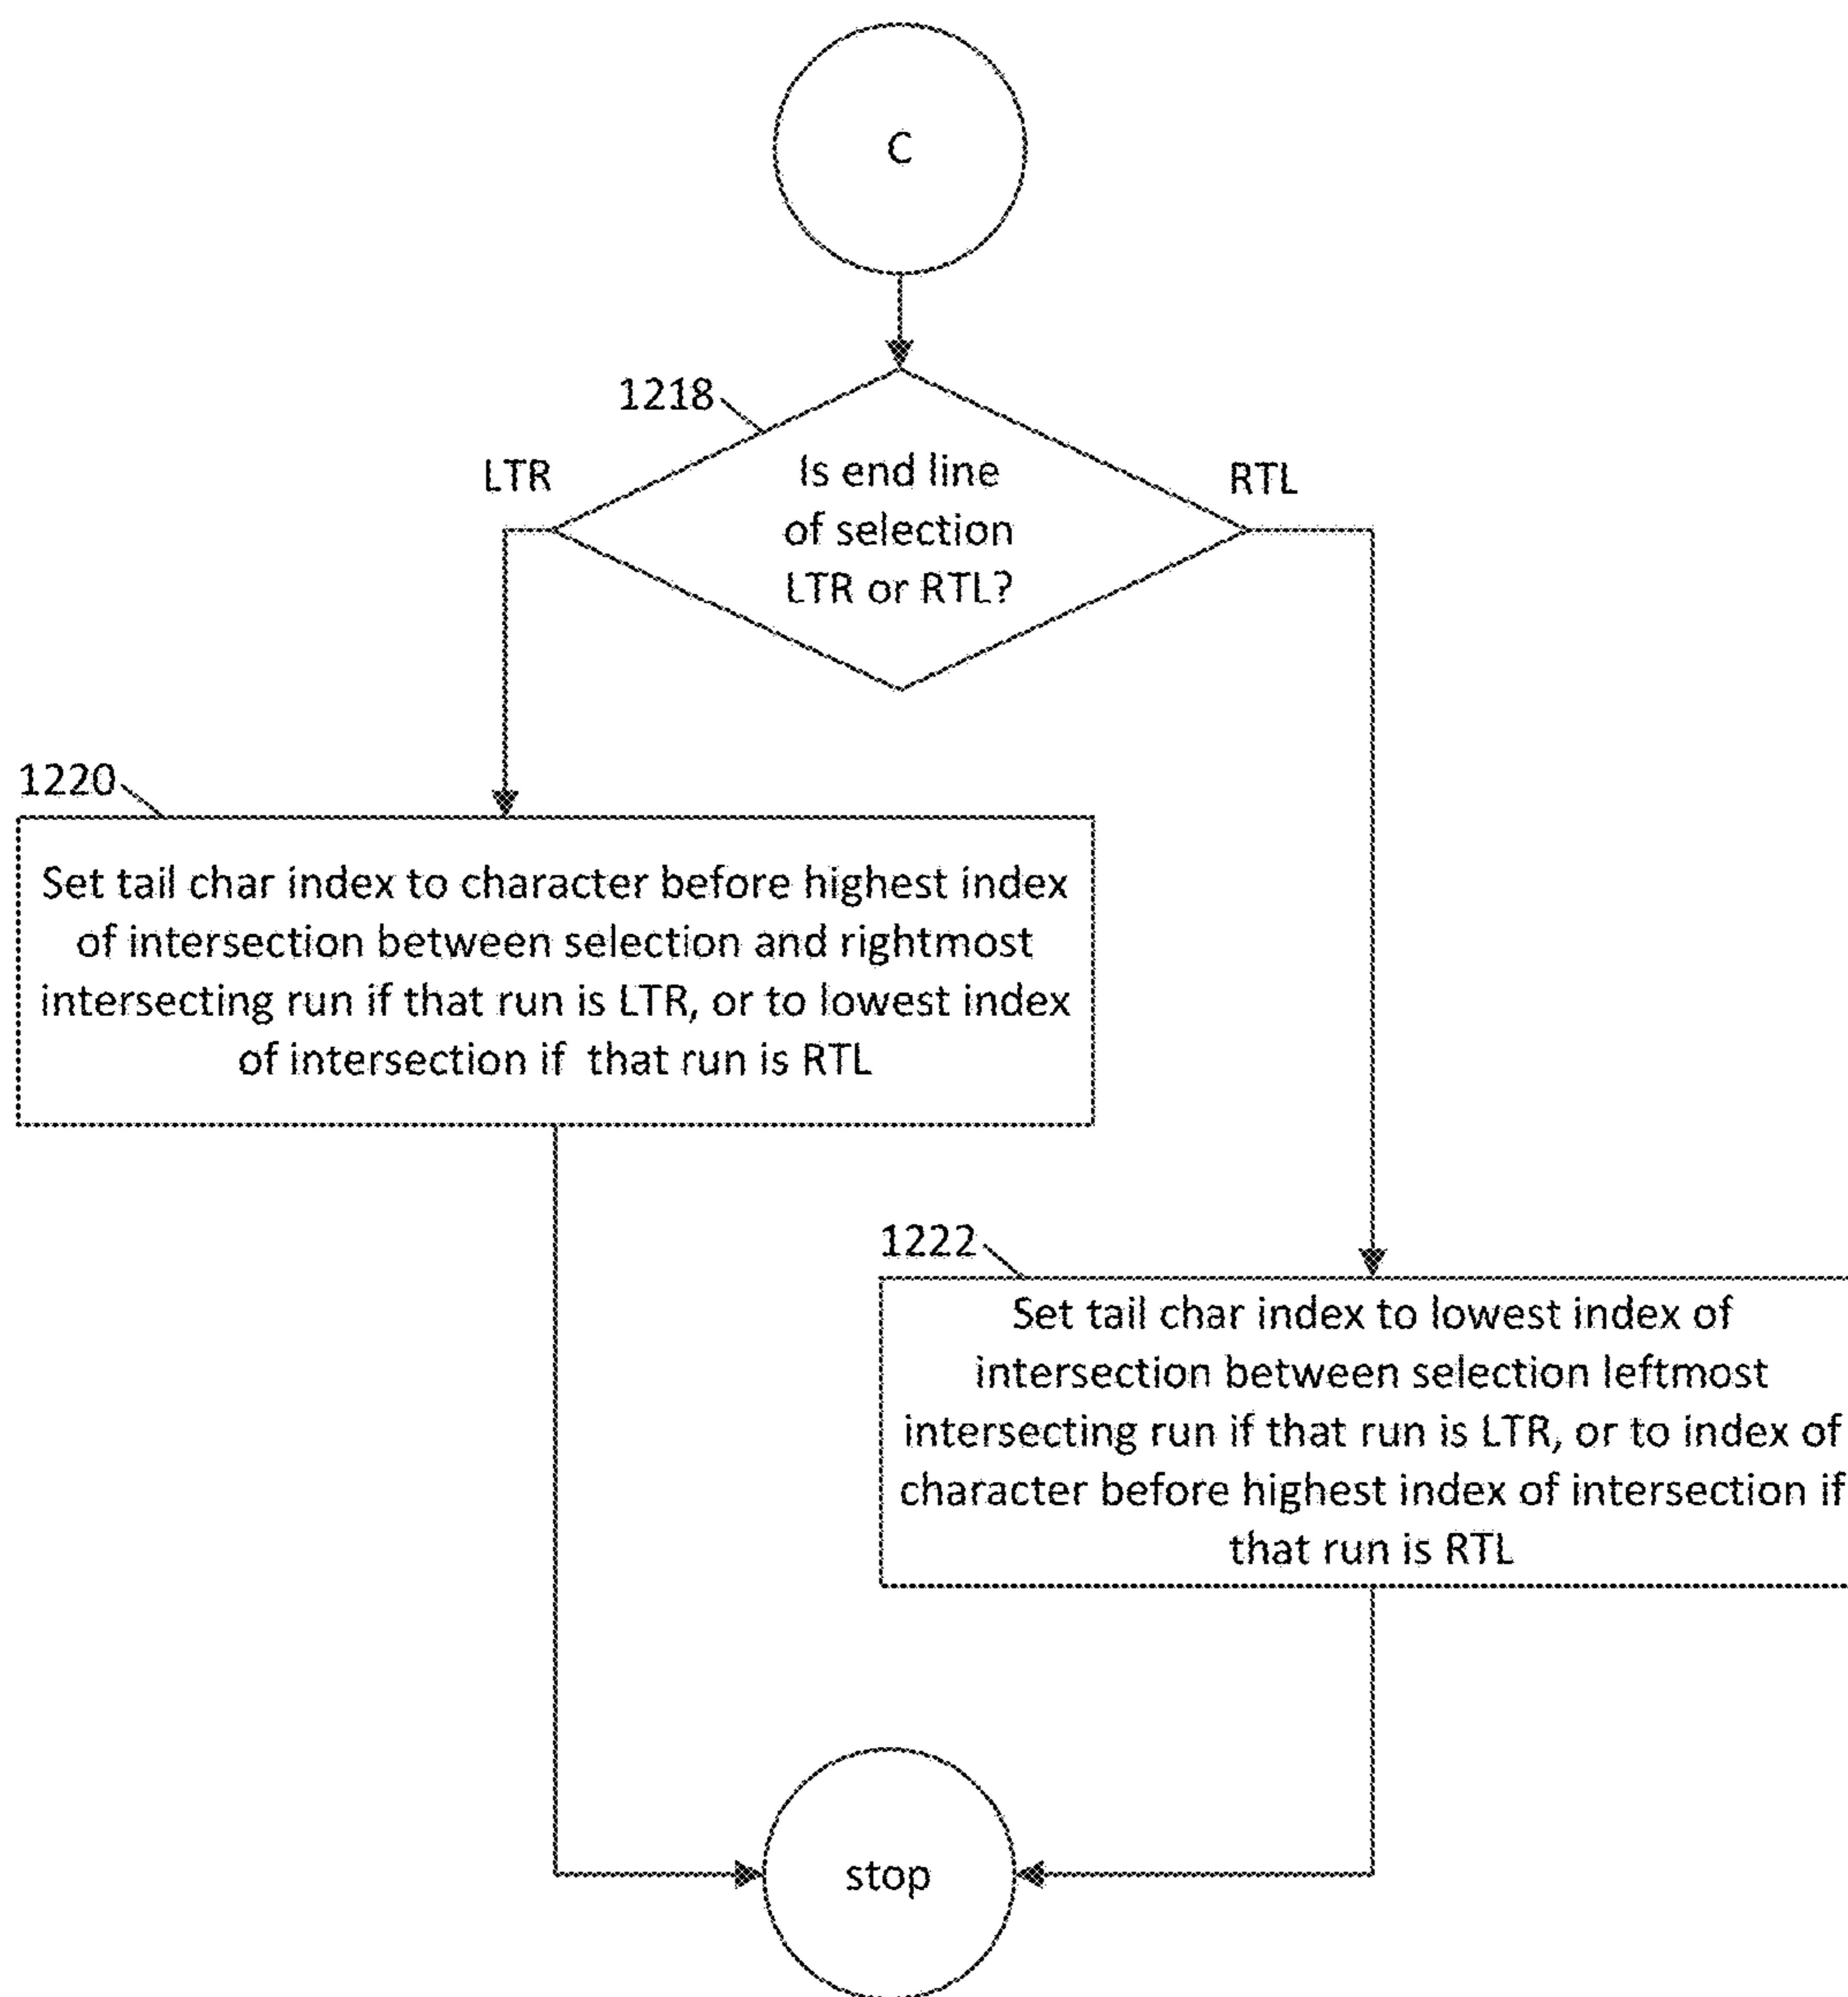 C
1218
LTR
RTL
Is end line
of selection
LTR or RTL?
1220
Set tail char index to character before highest index
of intersection between selection and rightmost
intersecting run if that run is LTR, or to lowest index
of intersection if that run is RTL
1222
Set tail char index to lowest index of
intersection between selection leftmost
intersecting run if that run is LTR, or to index of
character before highest index of intersection if
that run is RTL
stop